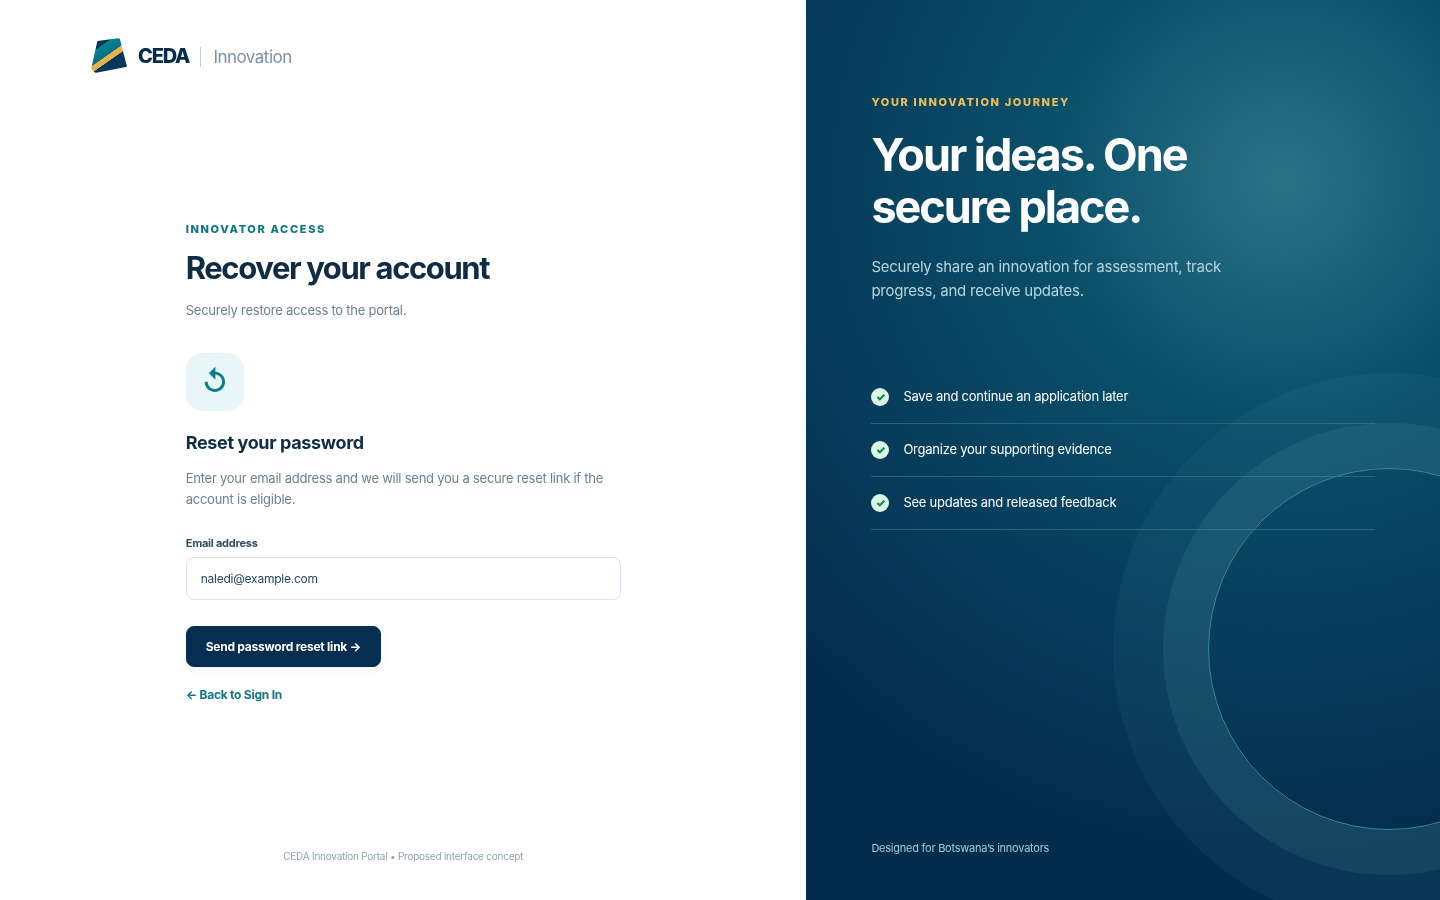 CEDA Innovation
INNOVATOR ACCESS
Recover your account
Securely restore access to the portal.
Reset your password
Enter your email address and we will send you a secure reset link if the
account is eligible.
Email address
naledi@example.com
Send password reset link →
← Back to Sign In
CEDA Innovation Portal • Proposed interface concept
YOUR INNOVATION JOURNEY
Your ideas. One
secure place.
Securely share an innovation for assessment, track
progress, and receive updates.
Save and continue an application later
Organize your supporting evidence
See updates and released feedback
Designed for Botswana's innovators